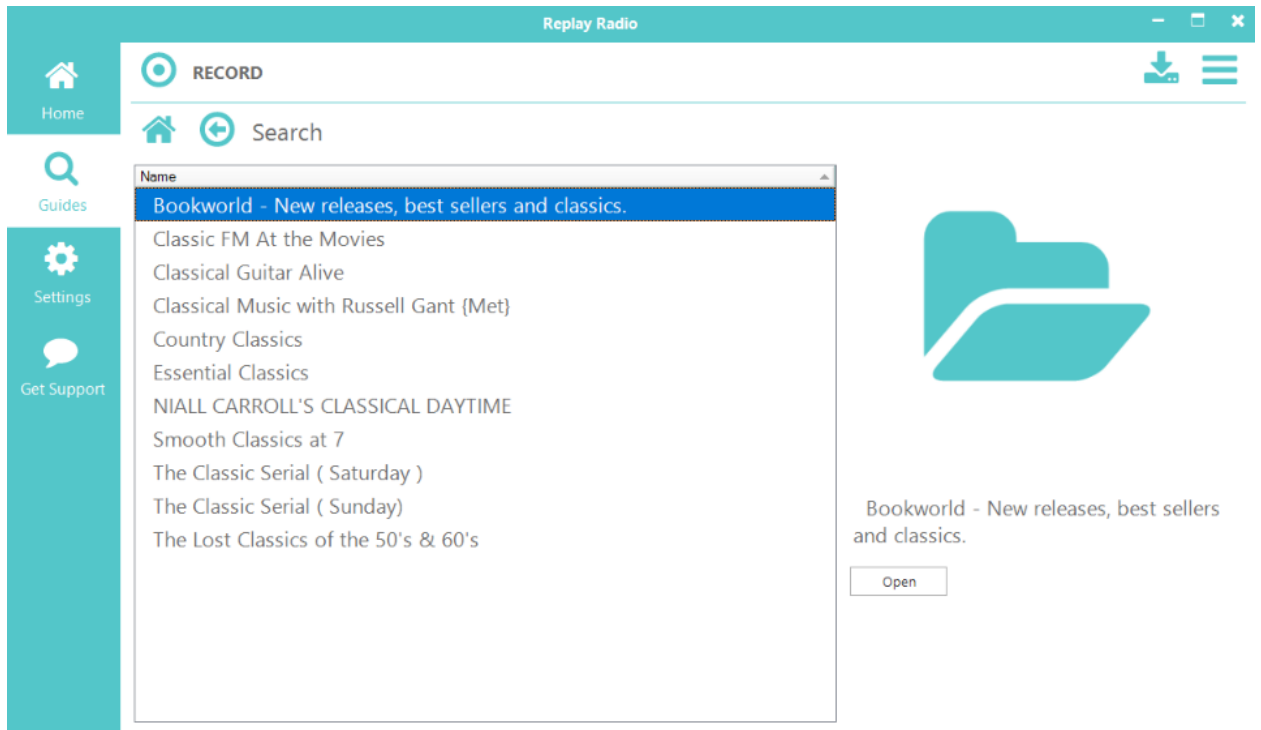 Replay Radio
Home
RECORD
Search
Guides
Settings
Get Support
Name
Bookworld - New releases, best sellers and classics.
Classic FM At the Movies
Classical Guitar Alive
Classical Music with Russell Gant {Met}
Country Classics
Essential Classics
NIALL CARROLL'S CLASSICAL DAYTIME
Smooth Classics at 7
The Classic Serial ( Saturday )
The Classic Serial ( Sunday)
The Lost Classics of the 50's & 60's
Bookworld - New releases, best sellers
and classics.
Open